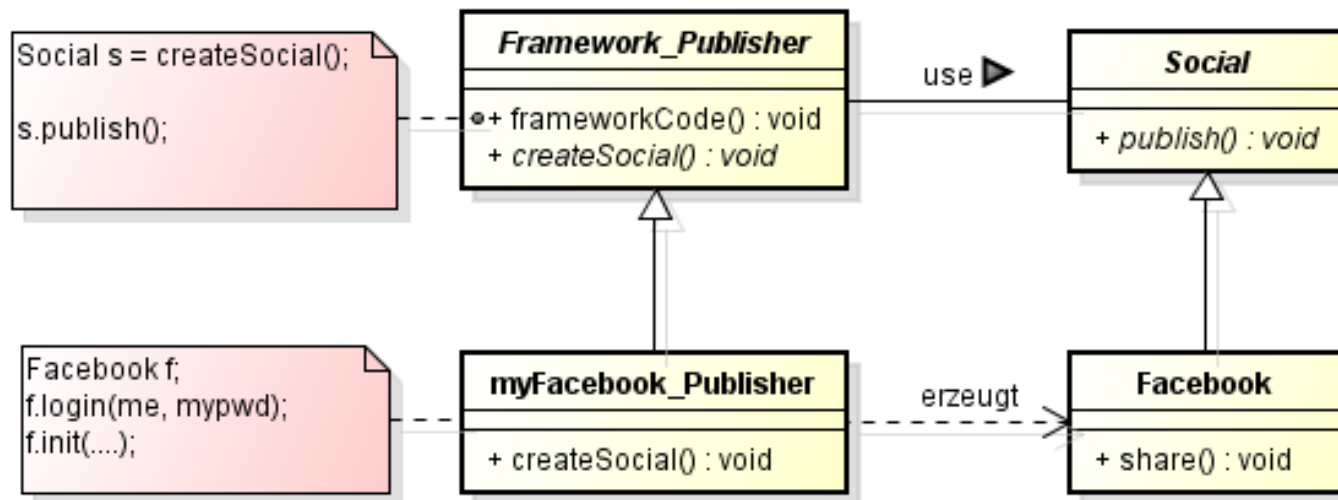 Social s = createSocial();
s.publish();
Framework_Publisher
+ frameworkCode() : void
+ createSocial() : void
use
Social
+ publish() : void
Facebook f;
f.login(me, mypwd);
f.init(....);
myFacebook_Publisher
+ createSocial() : void
erzeugt
Facebook
+ share() : void